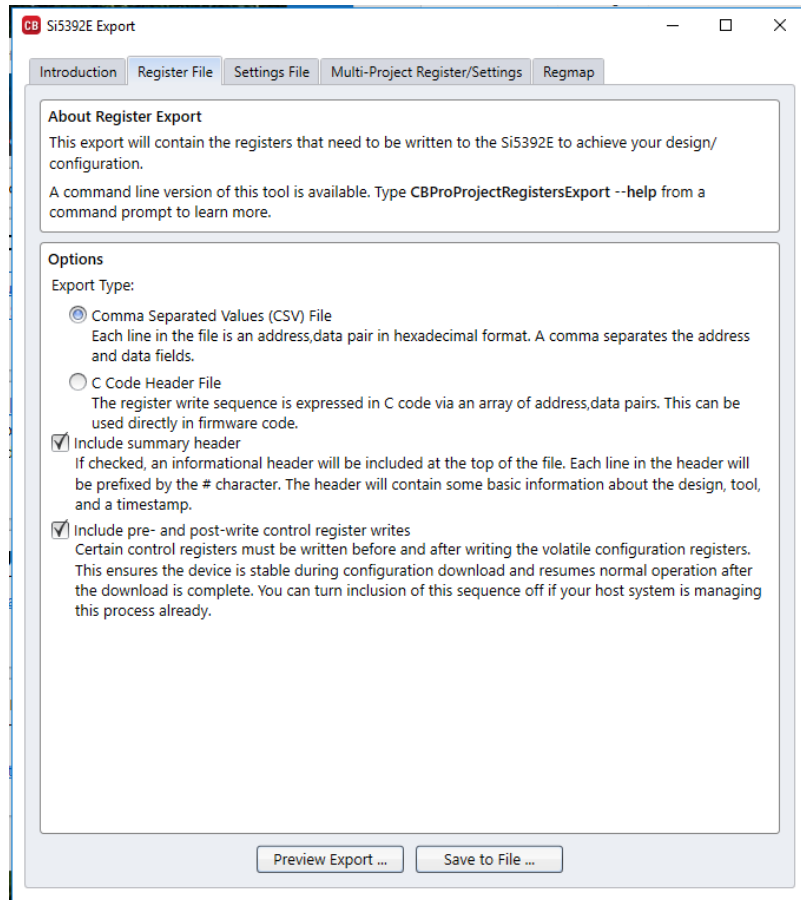 CB Si5392E Export
Introduction Register File Settings File Multi-Project Register/Settings Regmap
About Register Export
This export will contain the registers that need to be written to the Si5392E to achieve your design/
configuration.
A command line version of this tool is available. Type CBProProjectRegistersExport --help from a
command prompt to learn more.
Options
Export Type:
Comma Separated Values (CSV) File
Each line in the file is an address,data pair in hexadecimal format. A comma separates the address
and data fields.
C Code Header File
The register write sequence is expressed in C code via an array of address,data pairs. This can be
used directly in firmware code.
Include summary header
If checked, an informational header will be included at the top of the file. Each line in the header will
be prefixed by the # character. The header will contain some basic information about the design, tool,
and a timestamp.
Include pre- and post-write control register writes
Certain control registers must be written before and after writing the volatile configuration registers.
This ensures the device is stable during configuration download and resumes normal operation after
the download is complete. You can turn inclusion of this sequence off if your host system is managing
this process already.
Preview Export ... Save to File ...